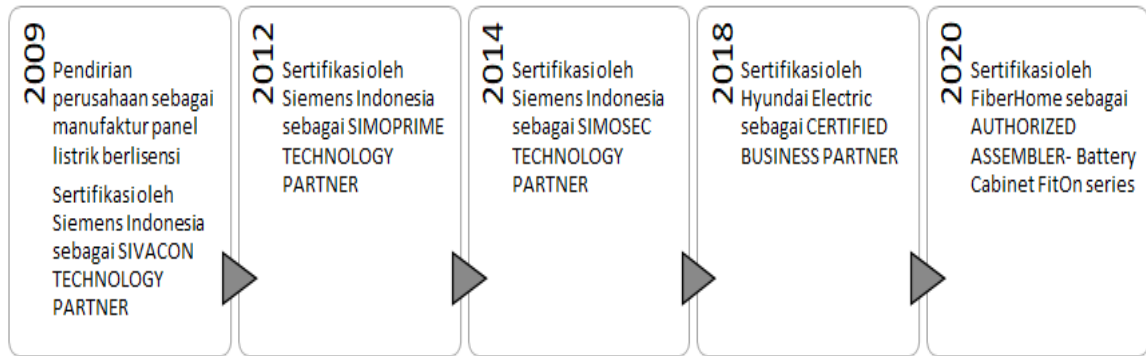 2009
Pendirian
perusahaan sebagai
manufaktur panel
listrik berlisensi
Sertifikasi oleh
Siemens Indonesia
sebagai SIVACON
TECHNOLOGY
PARTNER
2012
Sertifikasi oleh
Siemens Indonesia
sebagai SIMOPRIME
TECHNOLOGY
PARTNER
2014
Sertifikasi oleh
Siemens Indonesia
sebagai SIMOSEC
TECHNOLOGY
PARTNER
2018
Sertifikasi oleh
Hyundai Electric
sebagai CERTIFIED
BUSINESS PARTNER
2020
Sertifikasi oleh
FiberHome sebagai
AUTHORIZED
ASSEMBLER- Battery
Cabinet FitOn series